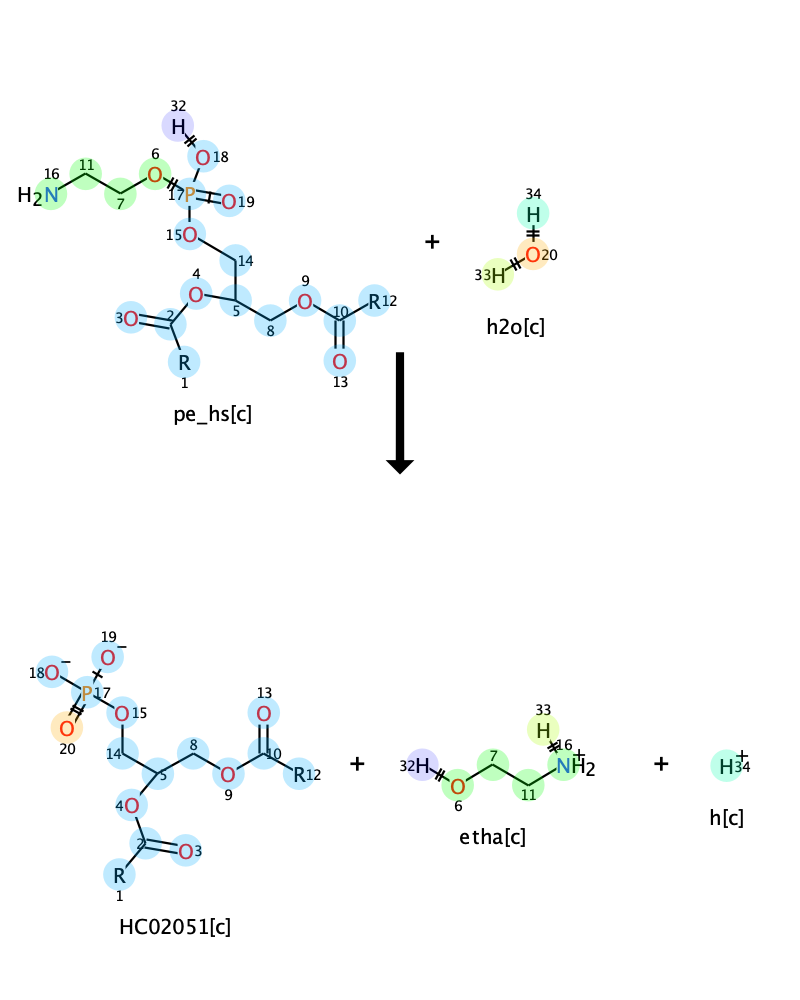 32
H
6
18
16
11
O
O
H2N
17
P
O
19
7
34
15
O
H
14
33
H
O
20
4
9
O
O
R
12
h2o[c]
3
O
2
5
10
8
R
O
1
13
pe_hs[c]
+
19
O−
18
O−
13
P
17
O
O
15
33
O
H
20
8
16
+
14
10
7
N
H2
5
R
12
+
32
H
+
H+
34
4
O
O
O
9
6
11
h[c]
etha[c]
2
O
3
R
1
HC02051[c]